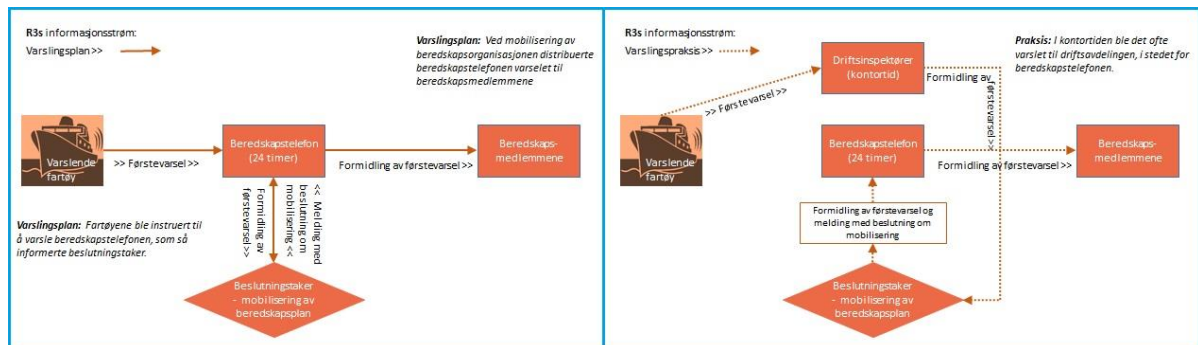 R3s informasjonsstrøm:
Varslingsplan >>
Varslingsplan: Ved mobilisering av
beredskapsorganisasjonen distribuerte
beredskapstelefonen varselet til
beredskapsmedlemmene
Varslende
fartøy
>> Førstevarsel >>
Beredskapstelefon
(24 timer)
Formidling av førstevarsel >>
Beredskaps-
medlemmene
Varslingsplan: Fartøyene ble instruert til
å varsle beredskapstelefonen, som så
informerte beslutningstaker.
Formidling av
førstevarsel >>
<< Melding med
beslutning om
mobilisering <<
Beslutningstaker
- mobilisering av
beredskapsplan
R3s informasjonsstrøm:
Varslingspraksis >>
Praksis: I kontortiden ble det ofte
varslet til driftsavdelingen, i stedet for
beredskapstelefonen.
Driftsinspektører
(kontortid)
Formidling av
førstevarsel>>
>> Førstevarsel >>
Varslende
fartøy
Beredskapstelefon
(24 timer)
Formidling av førstevarsel >>
Beredskaps-
medlemmene
Formidling av førstevarsel og
melding med beslutning om
mobilisering
Beslutningstaker
- mobilisering av
beredskapsplan